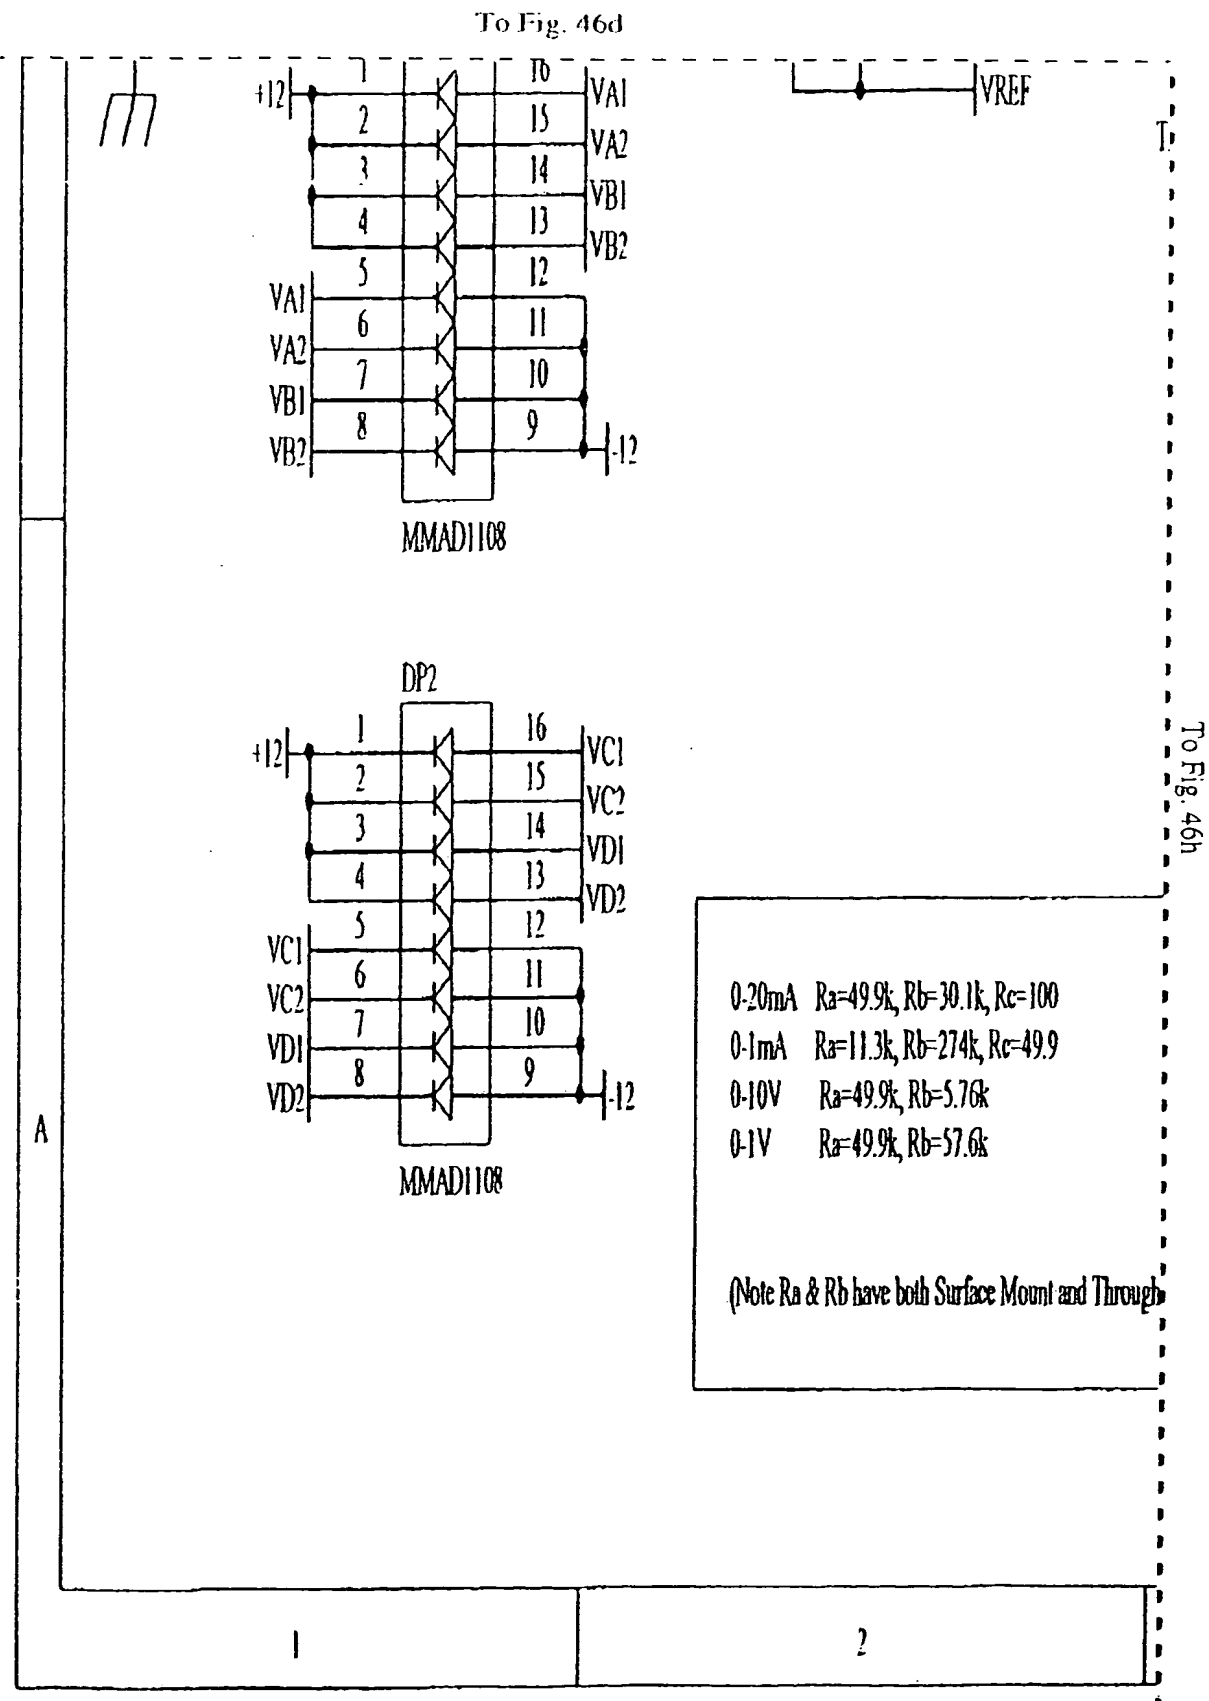 To Fig. 46d
+12 1 16 VA1
2 15 VA2
3 14 VB1
4 13 VB2
VA1 5 12
VA2 6 11
VB1 7 10
VB2 8 9 -12
MMAD1108
VREF
T
DP2
+12 1 16 VC1
2 15 VC2
3 14 VD1
4 13 VD2
VC1 5 12
VC2 6 11
VD1 7 10
VD2 8 9 -12
MMAD1108
To Fig. 46h
0-20mA Ra=49.9k, Rb=30.1k, Rc=100
0-1mA Ra=11.3k, Rb=274k, Rc=49.9
0-10V Ra=49.9k, Rb=5.76k
0-1V Ra=49.9k, Rb=57.6k
(Note Ra & Rb have both Surface Mount and Through
A
1 2